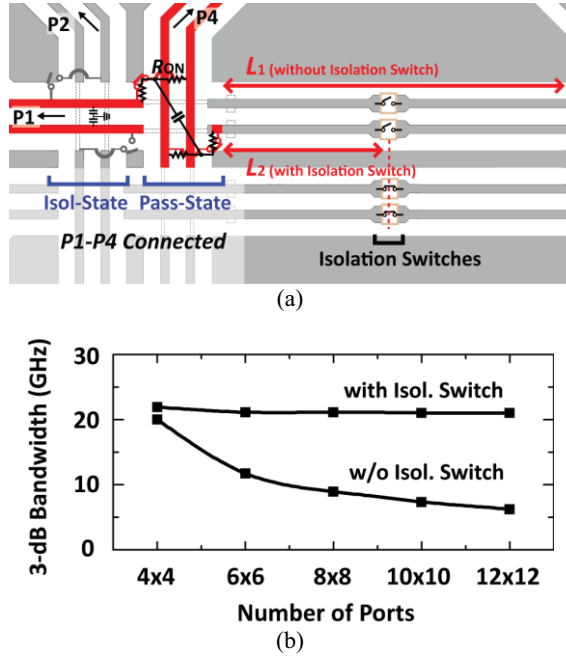 P2
P4
RON
L1 (without Isolation Switch)
P1
L2 (with Isolation Switch)
Isol-State
Pass-State
P1-P4 Connected
Isolation Switches
(a)
3-dB Bandwidth (GHz)
30
20
10
0
with Isol. Switch
w/o Isol. Switch
4x4
6x6
8x8
10x10
12x12
Number of Ports
(b)